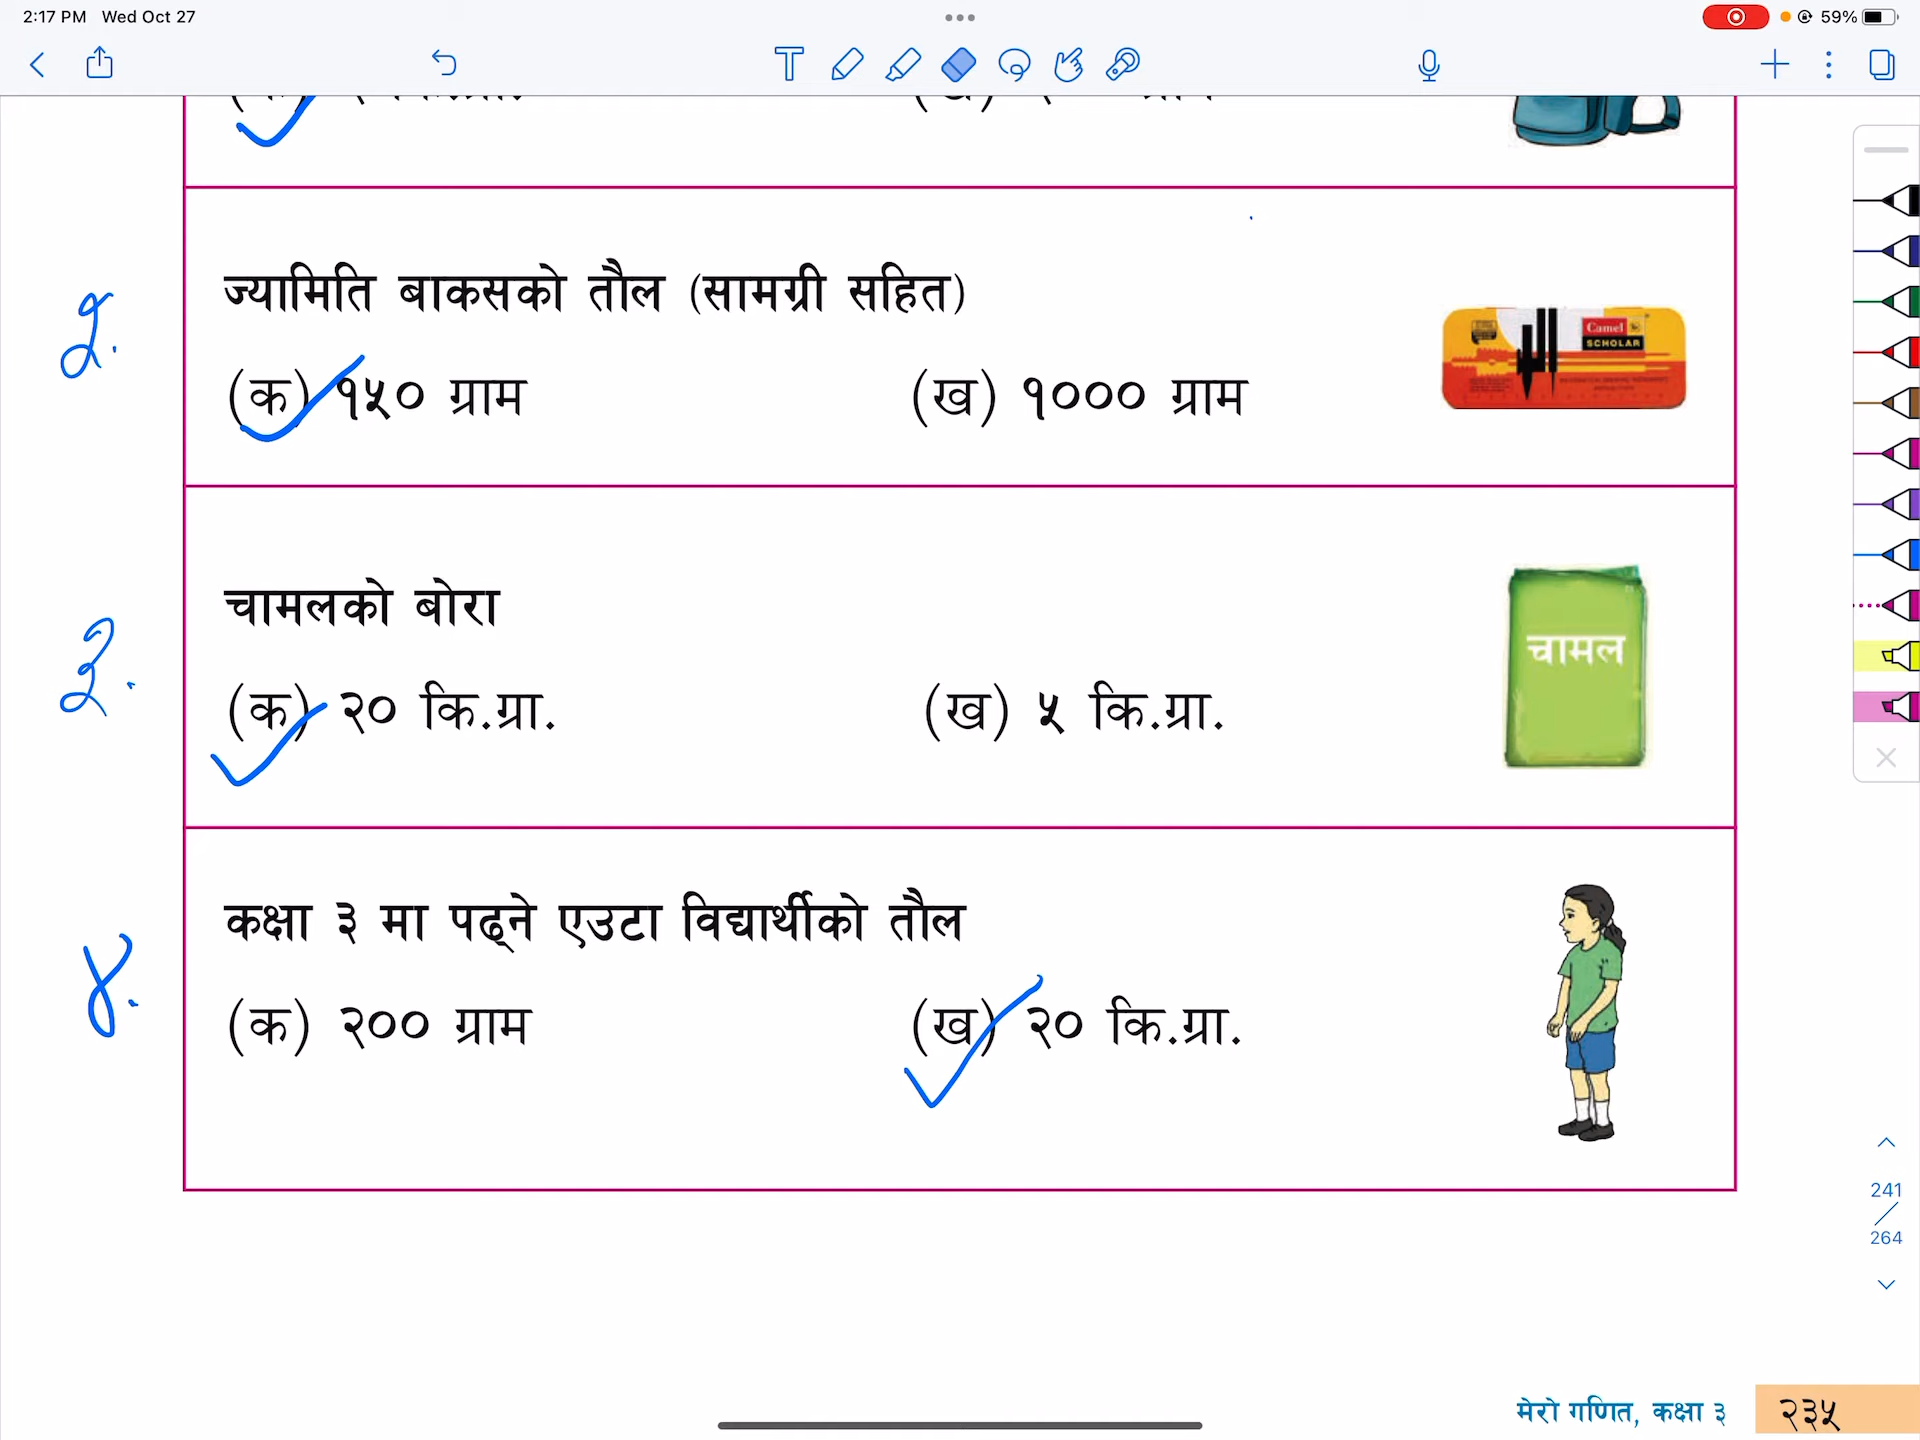 2:17 PM Wed Oct 27
59%
२.
ज्यामिति बाकसको तौल (सामग्री सहित)
(क) १५० ग्राम (ख) १००० ग्राम
Camel
SCHOLAR
३.
चामलको बोरा
(क) २० कि.ग्रा. (ख) ५ कि.ग्रा.
चामल
४.
कक्षा ३ मा पढ्ने एउटा विद्यार्थीको तौल
(क) २०० ग्राम (ख) २० कि.ग्रा.
241
264
मेरो गणित, कक्षा ३ २३५